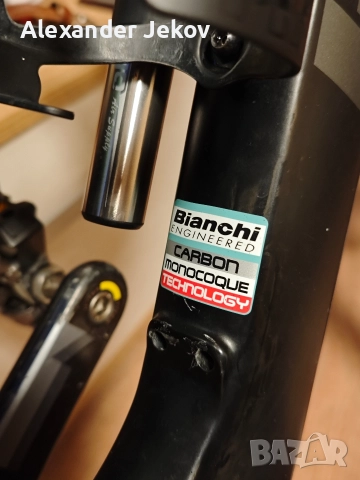 Alexander Jekov
Bianchi
ENGINEERED
CARBON
MONOCOQUE
TECHNOLOGY
BAZAR